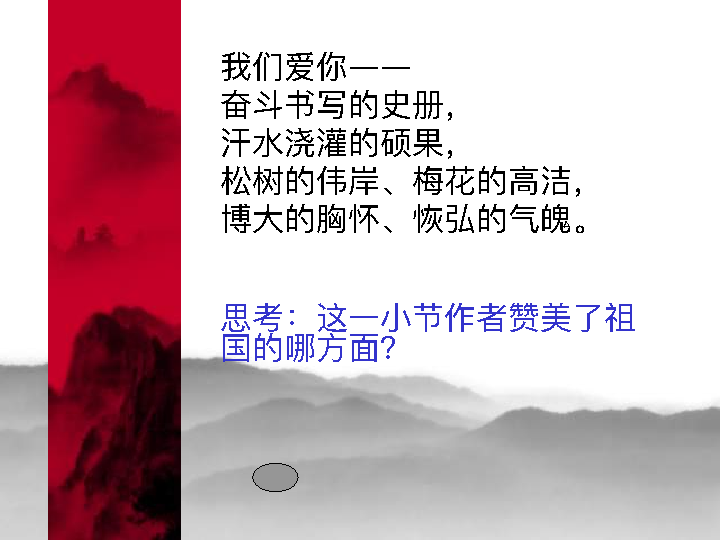 我们爱你——
奋斗书写的史册，
汗水浇灌的硕果，
松树的伟岸、梅花的高洁，
博大的胸怀、恢弘的气魄。
思考：这一小节作者赞美了祖
国的哪方面？